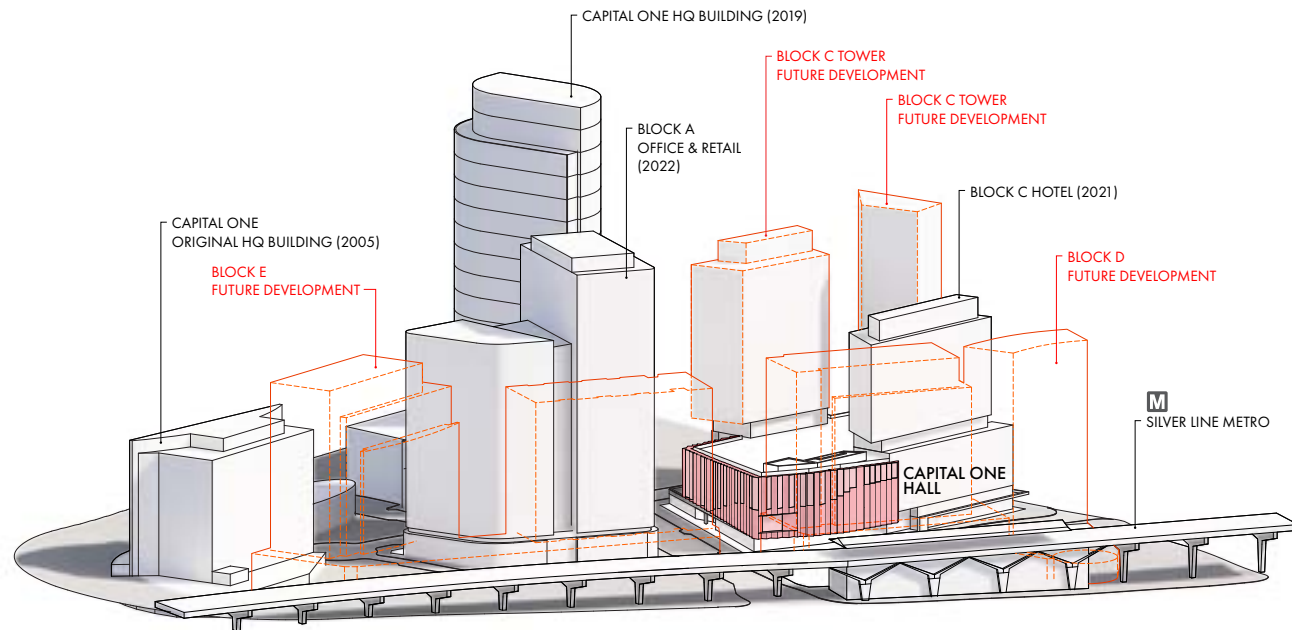 CAPITAL ONE HQ BUILDING (2019)
BLOCK C TOWER
FUTURE DEVELOPMENT
BLOCK C TOWER
FUTURE DEVELOPMENT
BLOCK A
OFFICE & RETAIL
(2022)
BLOCK C HOTEL (2021)
CAPITAL ONE
ORIGINAL HQ BUILDING (2005)
BLOCK E
FUTURE DEVELOPMENT
BLOCK D
FUTURE DEVELOPMENT
M
SILVER LINE METRO
CAPITAL ONE
HALL